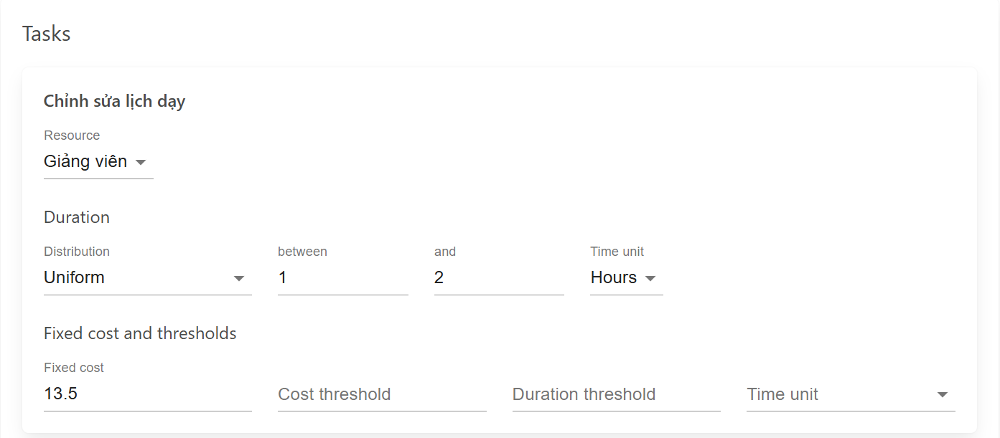 Tasks
Chỉnh sửa lịch dạy
Resource
Giảng viên
Duration
Distribution between and Time unit
Uniform 1 2 Hours
Fixed cost and thresholds
Fixed cost
13.5 Cost threshold Duration threshold Time unit